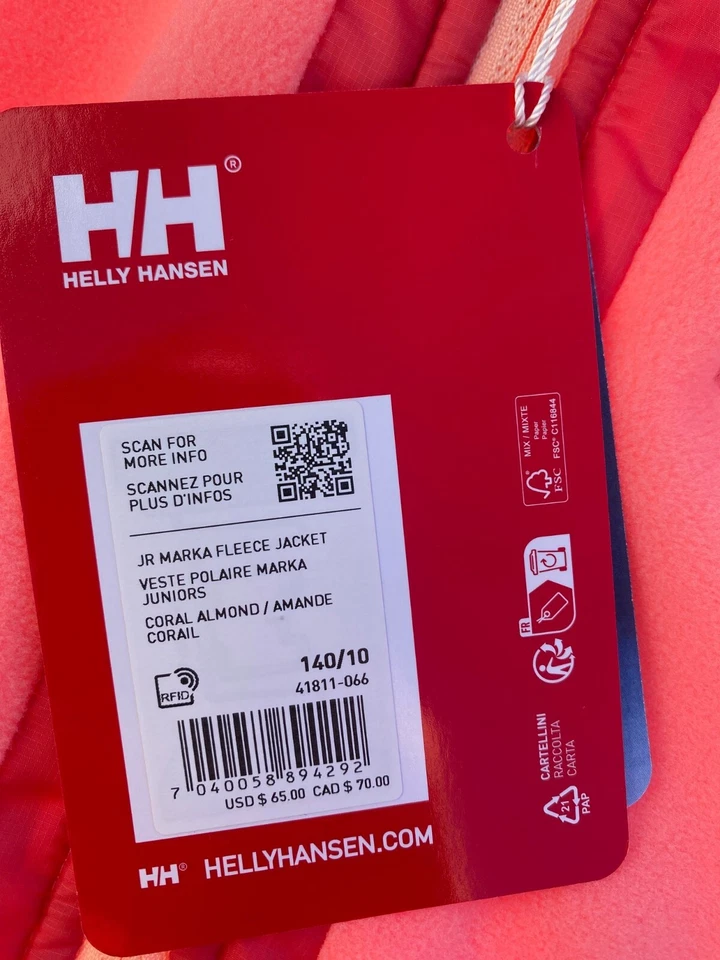 HH®
HELLY HANSEN
SCAN FOR
MORE INFO
SCANNEZ POUR
PLUS D'INFOS
JR MARKA FLEECE JACKET
VESTE POLAIRE MARKA
JUNIORS
CORAL ALMOND / AMANDE
CORAIL
140/10
41811-066
RFID
7 040058 894292
USD $ 65.00 CAD $ 70.00
HH® HELLYHANSEN.COM
MIX / MIXTE
Paper
Papier
FSC® C116844
FSC
FR
CARTELLINI
RACCOLTA
CARTA
21
PAP